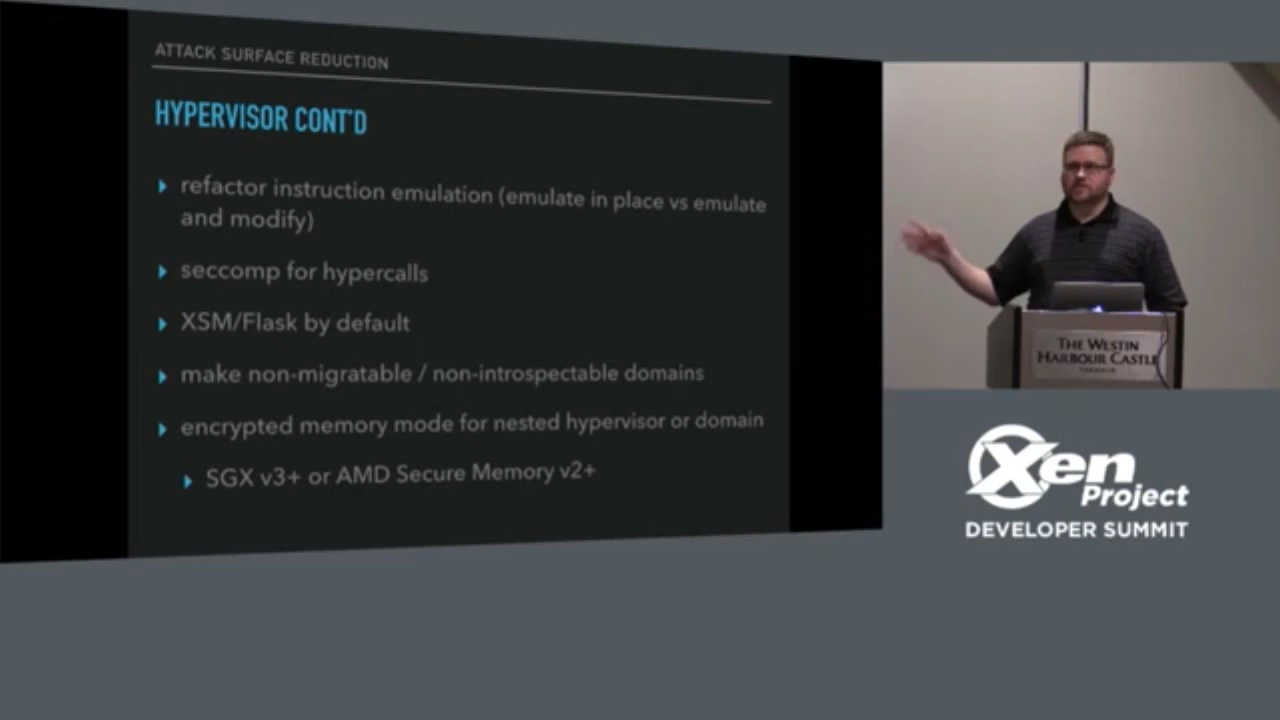 ATTACK SURFACE REDUCTION
HYPERVISOR CONT'D
refactor instruction emulation (emulate in place vs emulate
and modify)
seccomp for hypercalls
XSM/Flask by default
make non-migratable / non-introspectable domains
encrypted memory mode for nested hypervisor or domain
SGX v3+ or AMD Secure Memory v2+
THE WESTIN
HARBOUR CASTLE
TORONTO
Xen
Project
DEVELOPER SUMMIT